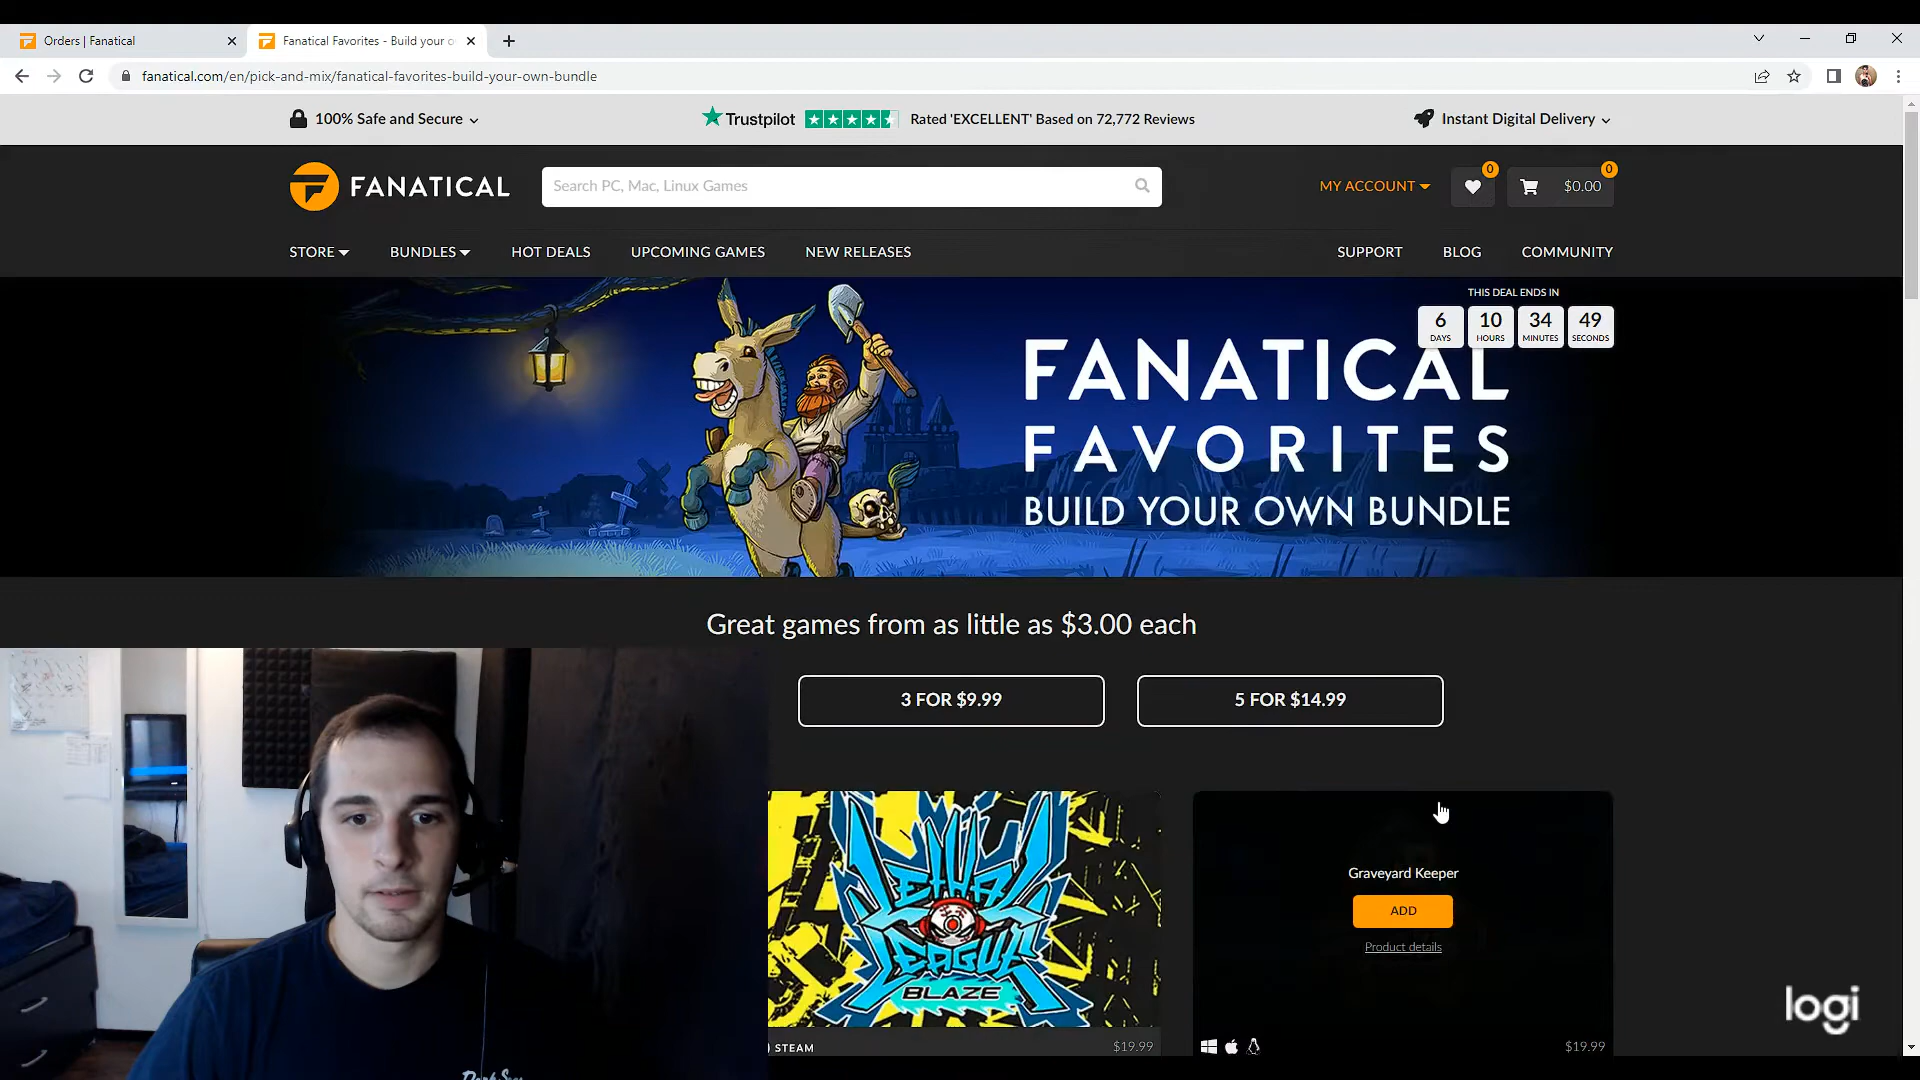 Orders | Fanatical
Fanatical Favorites - Build your o
fanatical.com/en/pick-and-mix/fanatical-favorites-build-your-own-bundle
100% Safe and Secure
Trustpilot
Rated 'EXCELLENT' Based on 72,772 Reviews
Instant Digital Delivery
FANATICAL
Search PC, Mac, Linux Games
MY ACCOUNT
0
0
$0.00
STORE
BUNDLES
HOT DEALS
UPCOMING GAMES
NEW RELEASES
SUPPORT
BLOG
COMMUNITY
THIS DEAL ENDS IN
6 10 34 49
DAYS HOURS MINUTES SECONDS
FANATICAL
FAVORITES
BUILD YOUR OWN BUNDLE
Great games from as little as $3.00 each
3 FOR $9.99
5 FOR $14.99
LETHAL
LEAGUE
BLAZE
Graveyard Keeper
ADD
Product details
STEAM
$19.99
$19.99
logi